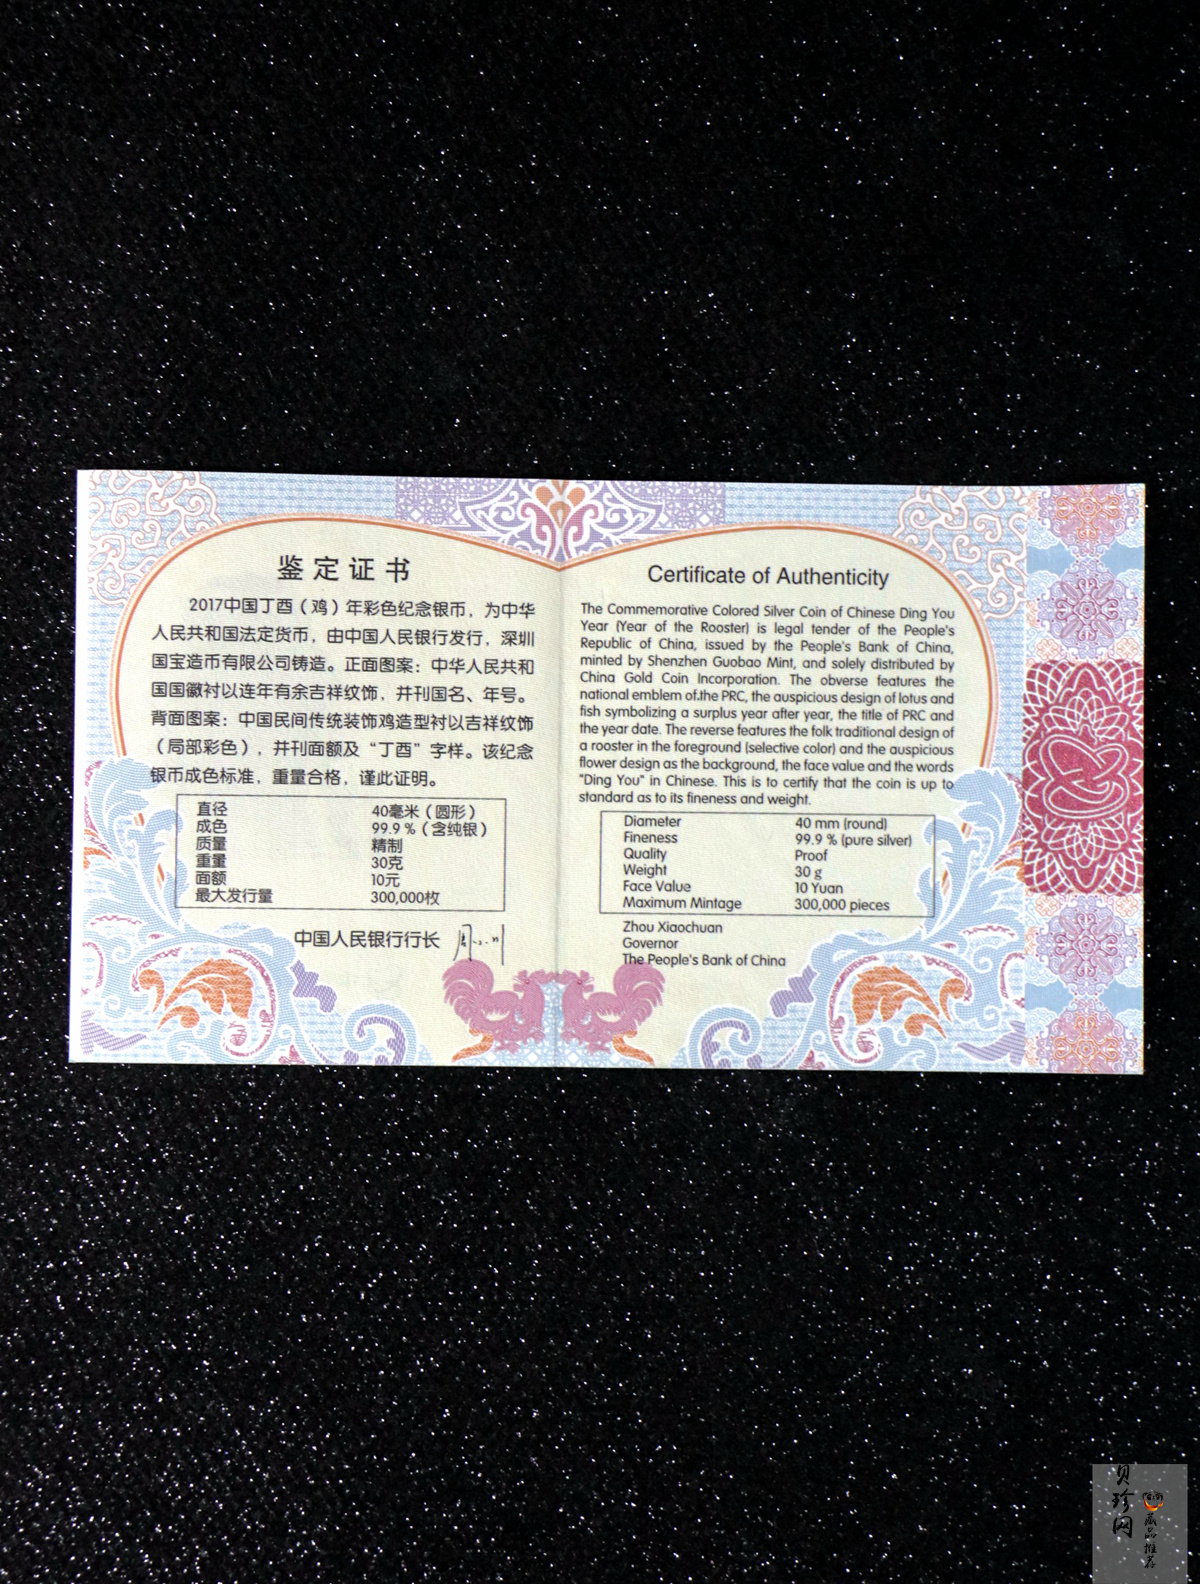 鉴定证书
2017中国丁酉（鸡）年彩色纪念银币，为中华
人民共和国法定货币，由中国人民银行发行，深圳
国宝造币有限公司铸造。正面图案：中华人民共和
国国徽衬以连年有余吉祥纹饰，并刊国名、年号。
背面图案：中国民间传统装饰鸡造型衬以吉祥纹饰
（局部彩色），并刊面额及“丁酉”字样。该纪念
银币成色标准，重量合格，谨此证明。
直径 40毫米（圆形）
成色 99.9 %（含纯银）
质量 精制
重量 30克
面额 10元
最大发行量 300,000枚
中国人民银行行长
Certificate of Authenticity
The Commemorative Colored Silver Coin of Chinese Ding You
Year (Year of the Rooster) is legal tender of the People's
Republic of China, issued by the People's Bank of China,
minted by Shenzhen Guobao Mint, and solely distributed by
China Gold Coin Incorporation. The obverse features the
national emblem of.the PRC, the auspicious design of lotus and
fish symbolizing a surplus year after year, the title of PRC and
the year date. The reverse features the folk traditional design of
a rooster in the foreground (selective color) and the auspicious
flower design as the background, the face value and the words
"Ding You" in Chinese. This is to certify that the coin is up to
standard as to its fineness and weight.
Diameter 40 mm (round)
Fineness 99.9 % (pure silver)
Quality Proof
Weight 30 g
Face Value 10 Yuan
Maximum Mintage 300,000 pieces
Zhou Xiaochuan
Governor
The People's Bank of China
贝珍网
藏品推荐